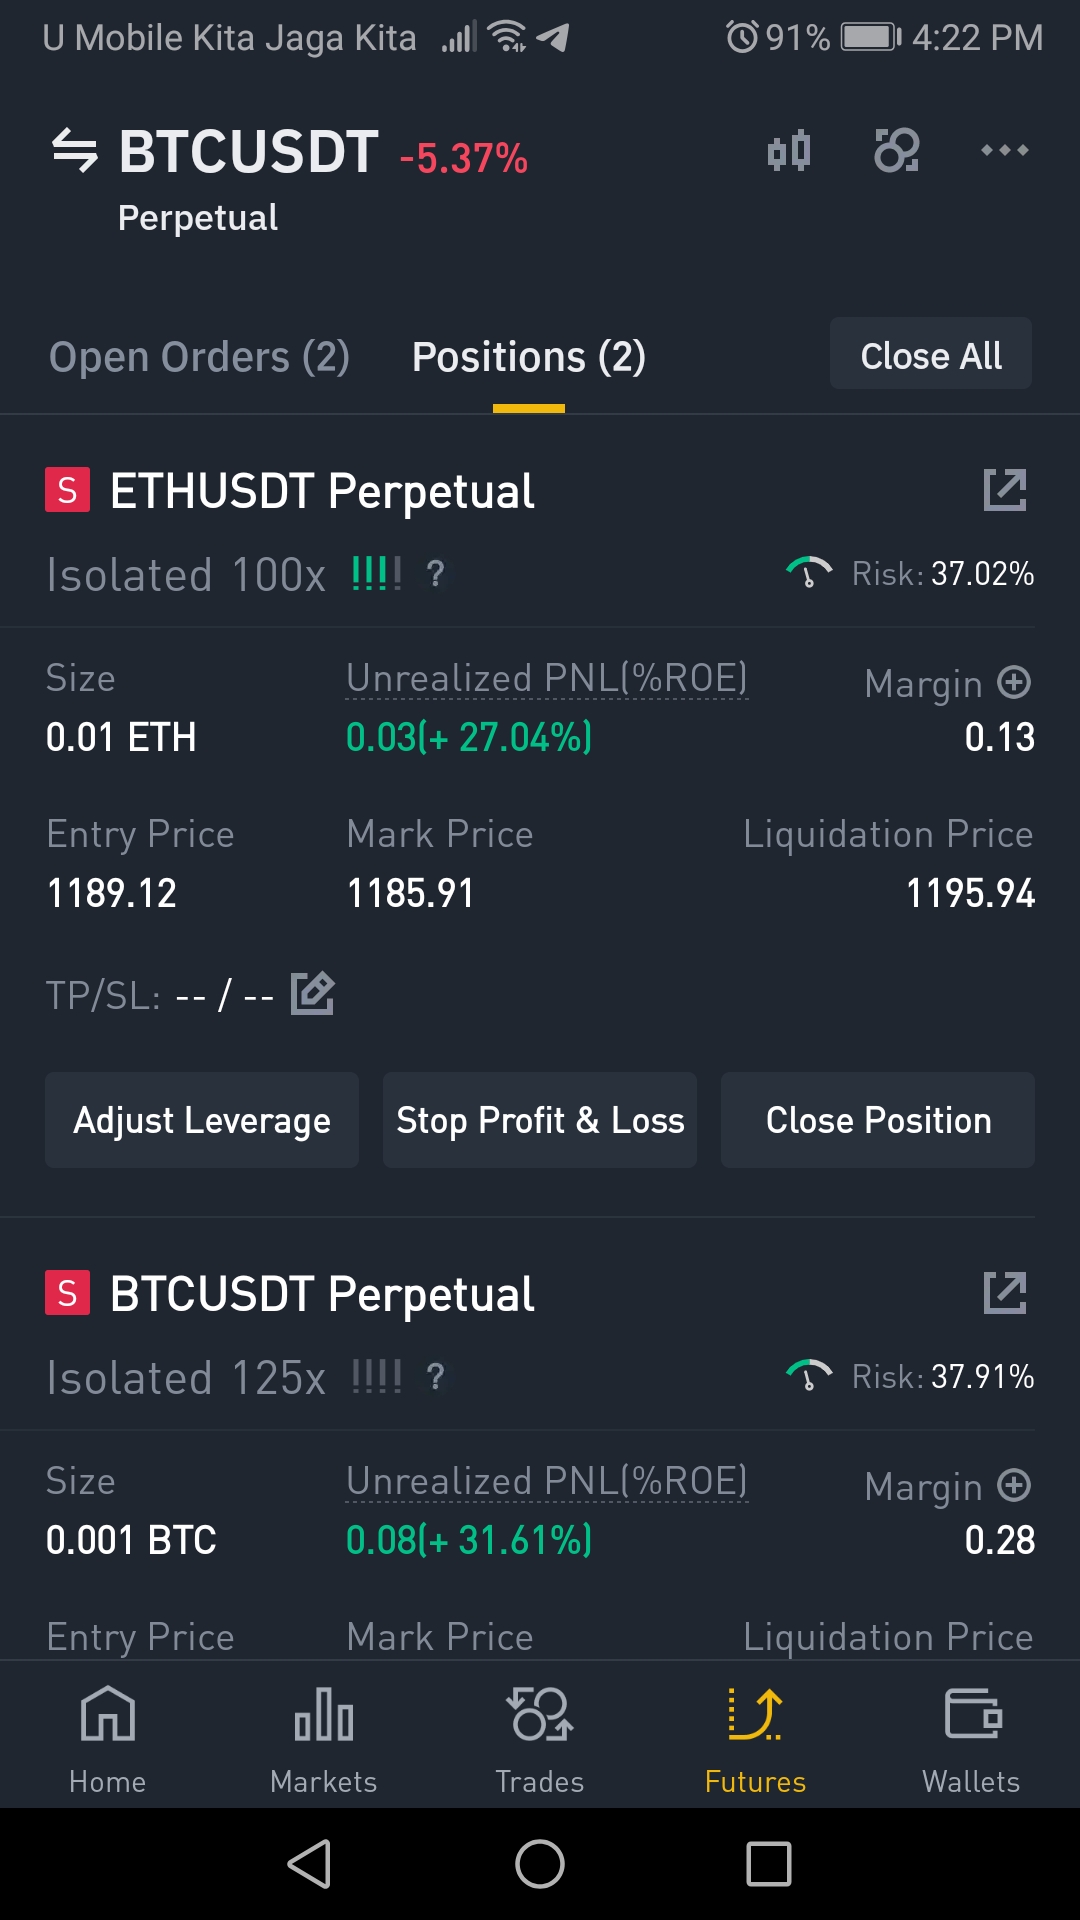 U Mobile Kita Jaga Kita 91% 4:22 PM
BTCUSDT -5.37%
Perpetual
Open Orders (2) Positions (2) Close All
S ETHUSDT Perpetual
Isolated 100x !!!! ? Risk: 37.02%
Size Unrealized PNL(%ROE) Margin
0.01 ETH 0.03(+ 27.04%) 0.13
Entry Price Mark Price Liquidation Price
1189.12 1185.91 1195.94
TP/SL: -- / --
Adjust Leverage Stop Profit & Loss Close Position
S BTCUSDT Perpetual
Isolated 125x !!!! ? Risk: 37.91%
Size Unrealized PNL(%ROE) Margin
0.001 BTC 0.08(+ 31.61%) 0.28
Entry Price Mark Price Liquidation Price
Home Markets Trades Futures Wallets